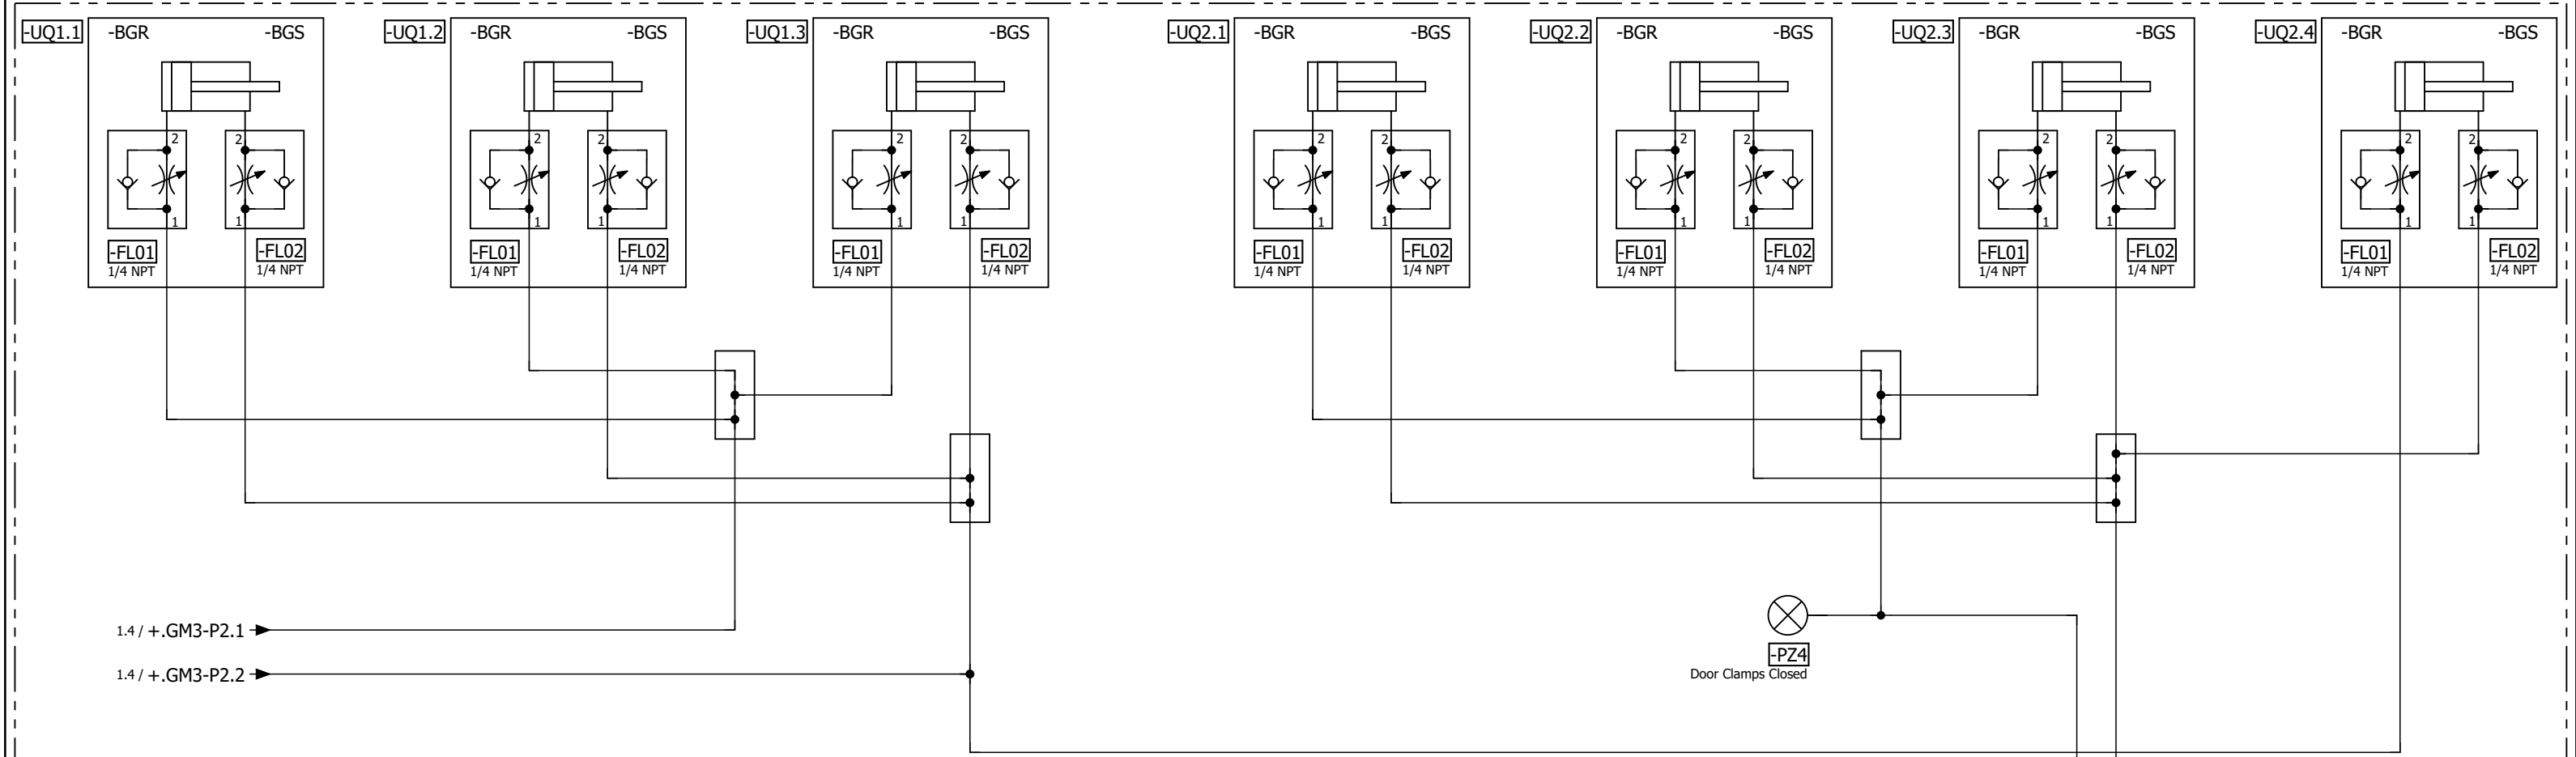 -UQ1.1 -BGR -BGS -UQ1.2 -BGR -BGS -UQ1.3 -BGR -BGS -UQ2.1 -BGR -BGS -UQ2.2 -BGR -BGS -UQ2.3 -BGR -BGS -UQ2.4 -BGR -BGS
2 2 2 2 2 2 2 2 2 2 2 2 2 2
1 1 1 1 1 1 1 1 1 1 1 1 1 1
-FL01 -FL02 -FL01 -FL02 -FL01 -FL02 -FL01 -FL02 -FL01 -FL02 -FL01 -FL02 -FL01 -FL02
1/4 NPT 1/4 NPT 1/4 NPT 1/4 NPT 1/4 NPT 1/4 NPT 1/4 NPT 1/4 NPT 1/4 NPT 1/4 NPT 1/4 NPT 1/4 NPT 1/4 NPT 1/4 NPT
1.4 / +.GM3-P2.1
-PZ4
1.4 / +.GM3-P2.2
Door Clamps Closed